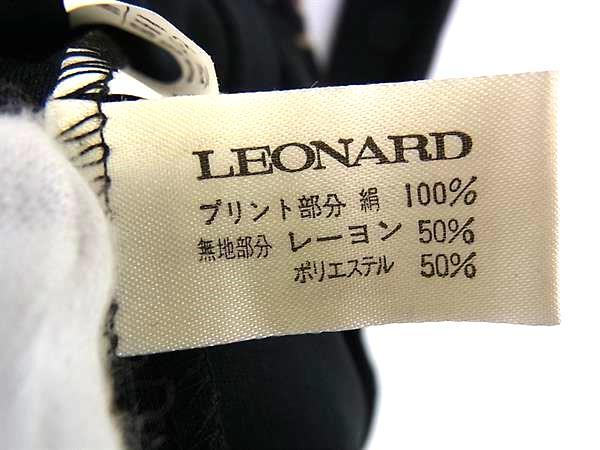 LEONARD
プリント部分 絹 100%
無地部分 レーヨン 50%
ポリエステル 50%